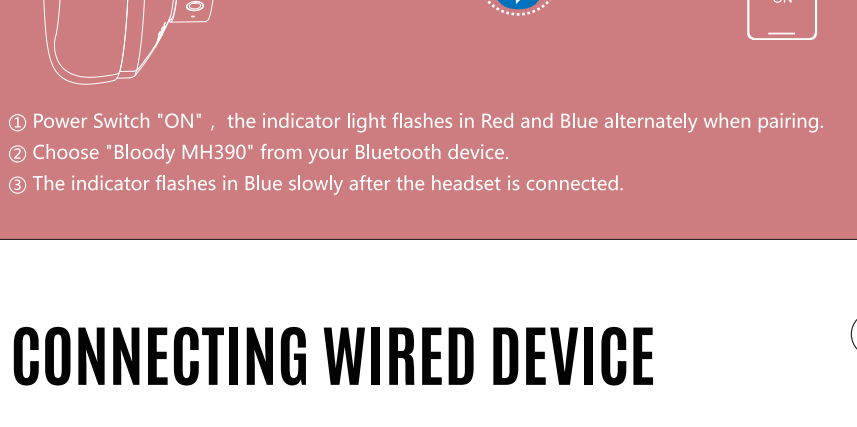 ON
① Power Switch "ON" , the indicator light flashes in Red and Blue alternately when pairing.
② Choose "Bloody MH390" from your Bluetooth device.
③ The indicator flashes in Blue slowly after the headset is connected.
CONNECTING WIRED DEVICE